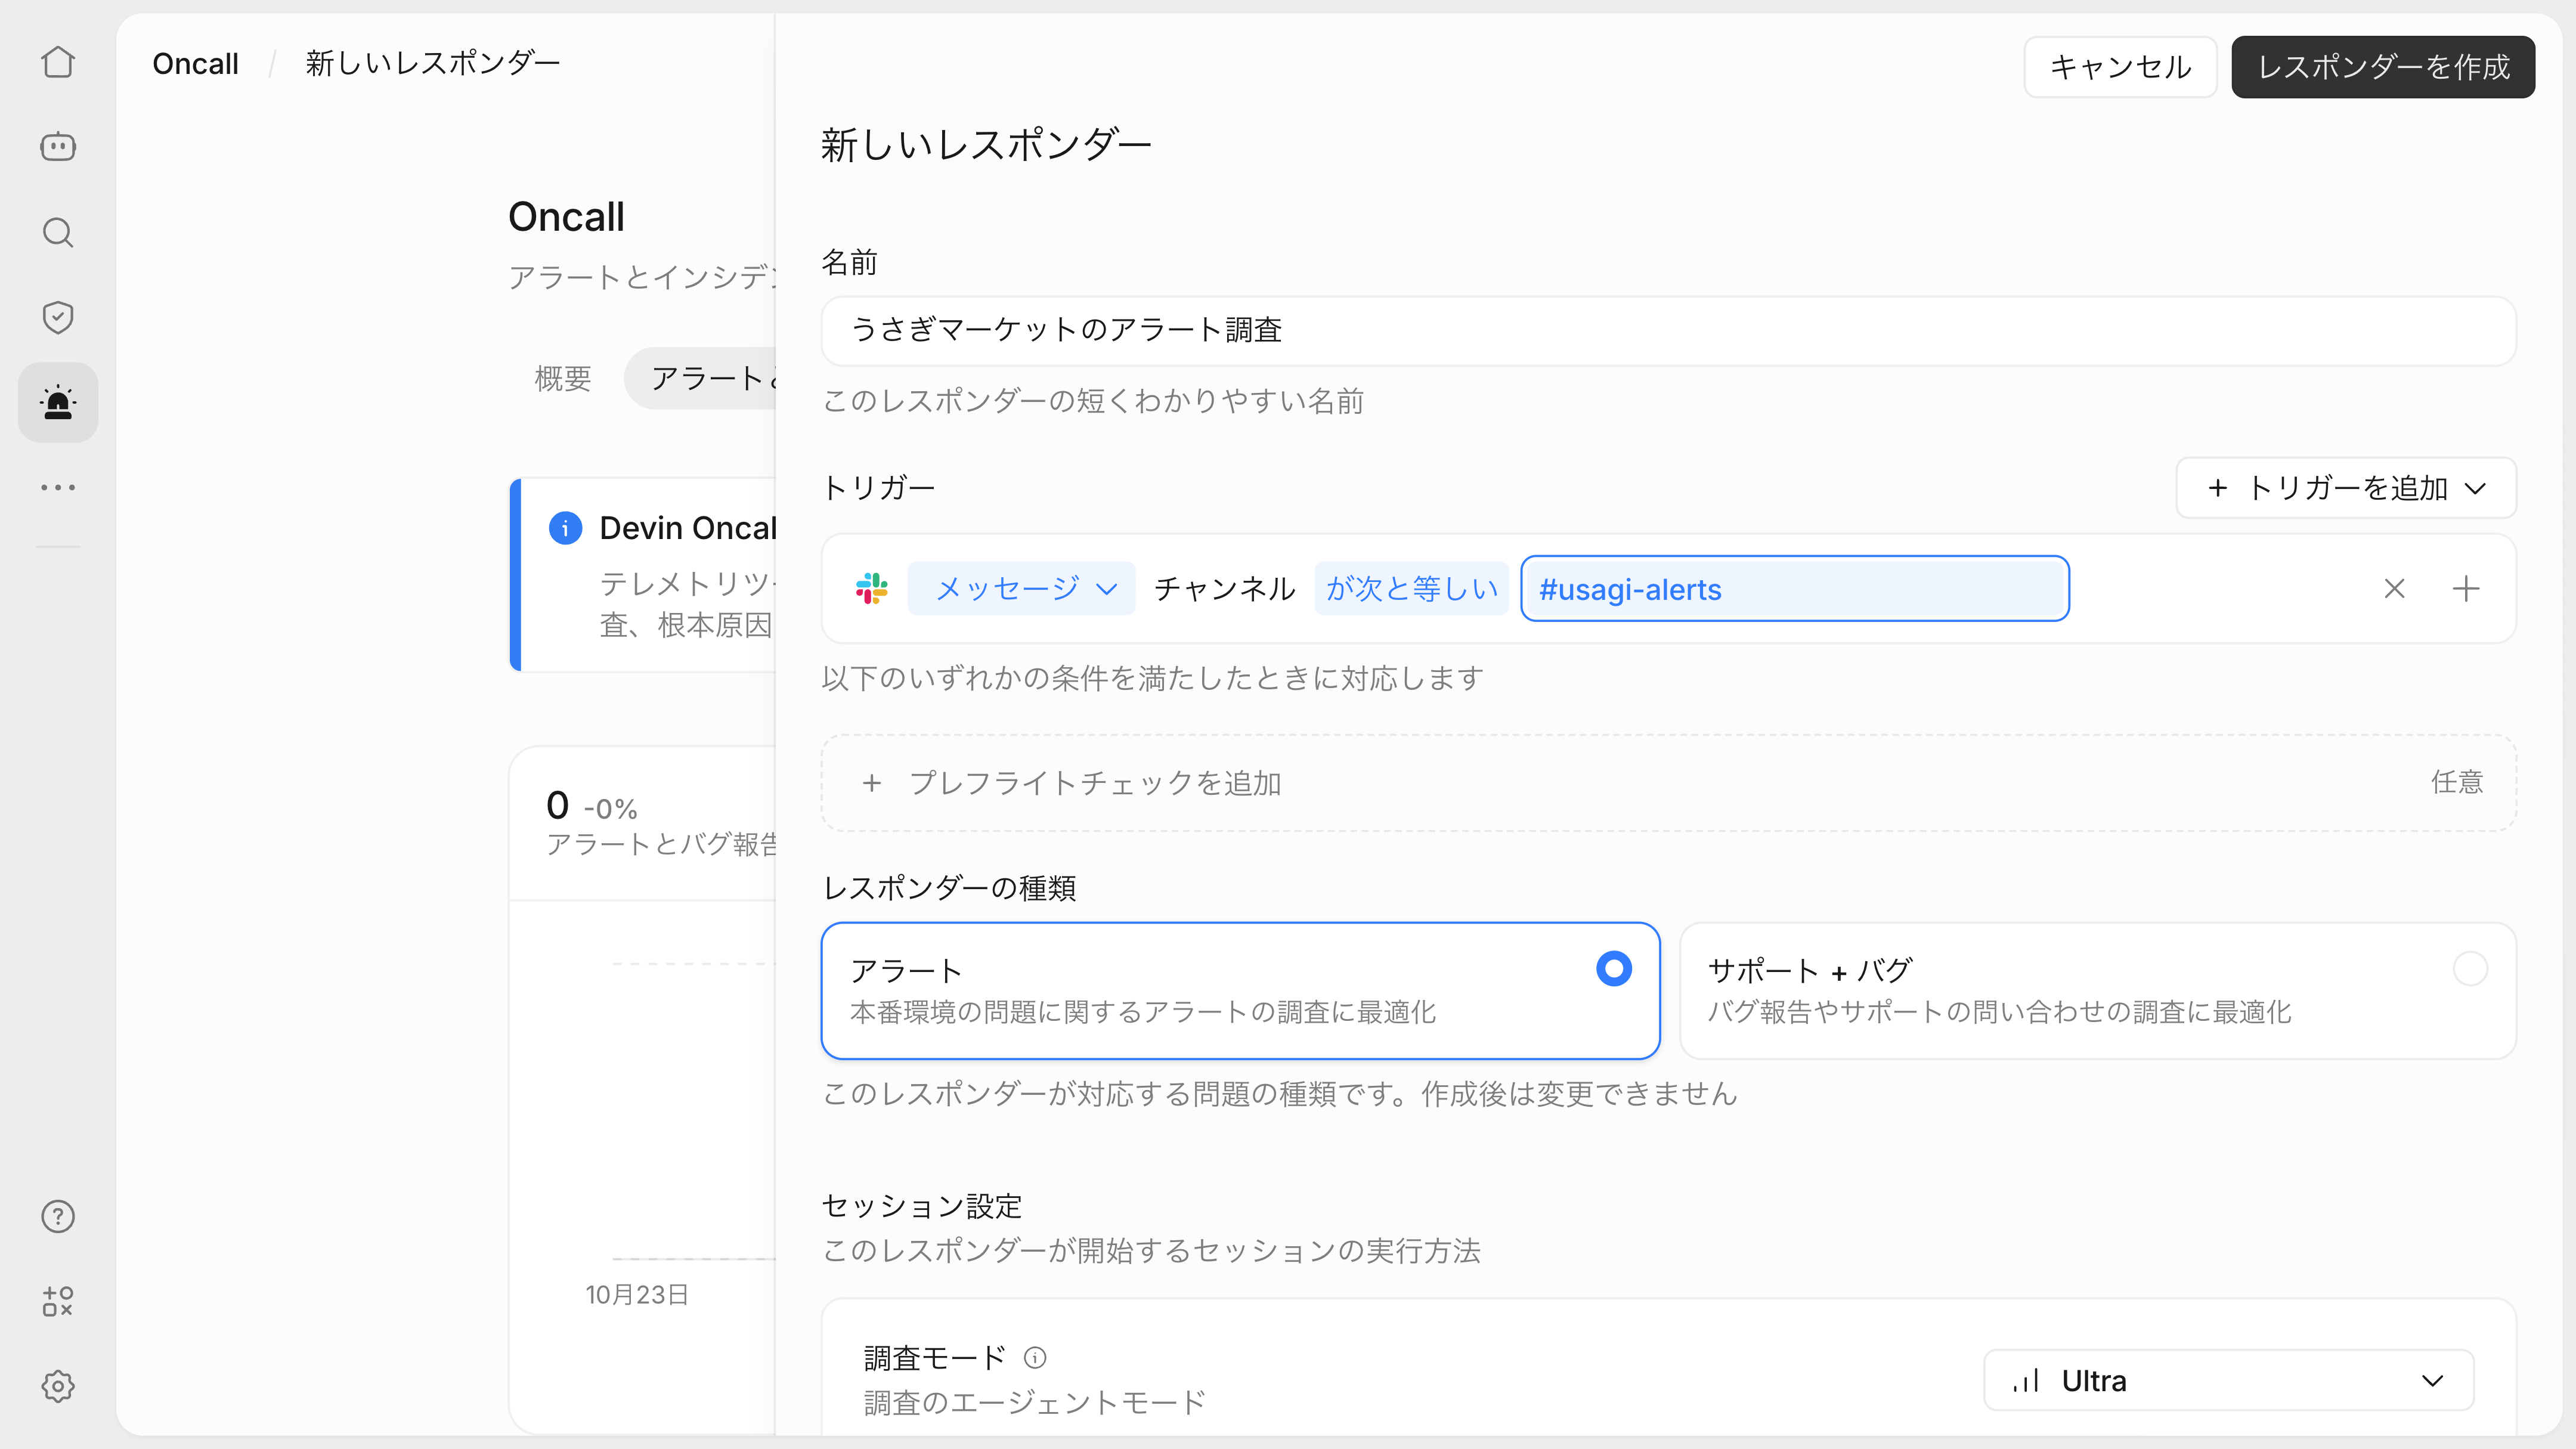 Oncall / 新しいレスポンダー
キャンセル
レスポンダーを作成
Oncall
アラートとインシデン
概要
アラートと
Devin Oncal
テレメトリツー
査、根本原因
0 -0%
アラートとバグ報告
10月23日
新しいレスポンダー
名前
うさぎマーケットのアラート調査
このレスポンダーの短くわかりやすい名前
トリガー
+ トリガーを追加
メッセージ チャンネル が次と等しい #usagi-alerts
以下のいずれかの条件を満たしたときに対応します
+ プレフライトチェックを追加
任意
レスポンダーの種類
アラート
本番環境の問題に関するアラートの調査に最適化
サポート + バグ
バグ報告やサポートの問い合わせの調査に最適化
このレスポンダーが対応する問題の種類です。作成後は変更できません
セッション設定
このレスポンダーが開始するセッションの実行方法
調査モード
調査のエージェントモード
Ultra